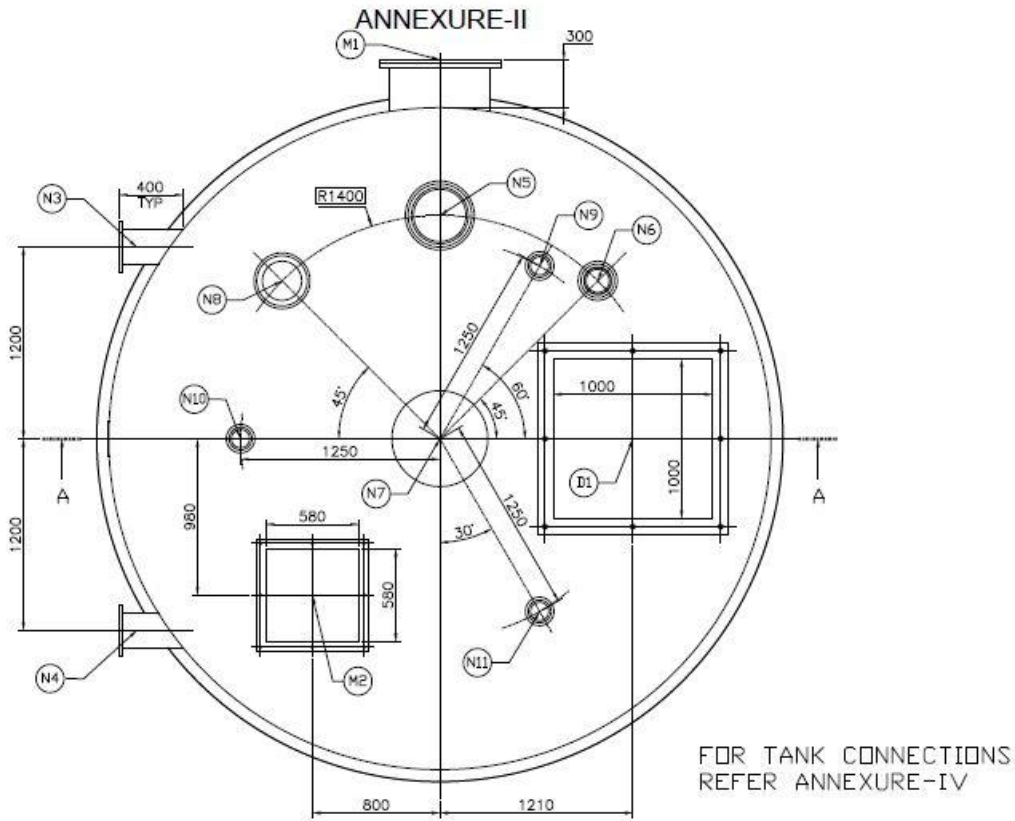 ANNEXURE-II
M1
300
N3
400
TYP
R1400
N5
N9
N6
N8
1200
1250
45°
60°
45°
1000
N10
1250
N7
A
D1
1000
A
1200
980
580
30°
1250
580
N11
N4
M2
FOR TANK CONNECTIONS
REFER ANNEXURE-IV
800
1210